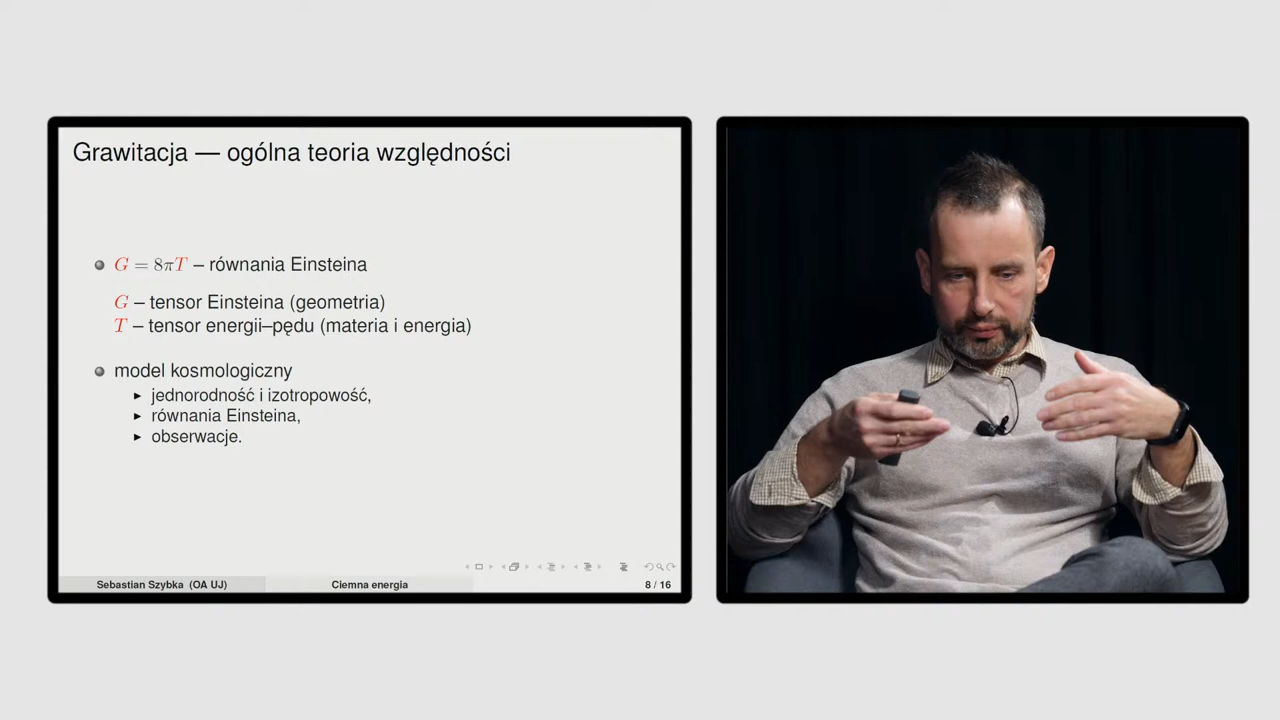 Grawitacja — ogólna teoria względności
G = 8πT – równania Einsteina
G – tensor Einsteina (geometria)
T – tensor energii–pędu (materia i energia)
model kosmologiczny
jednorodność i izotropowość,
równania Einsteina,
obserwacje.
Sebastian Szybka (OA UJ)
Ciemna energia
8 / 16